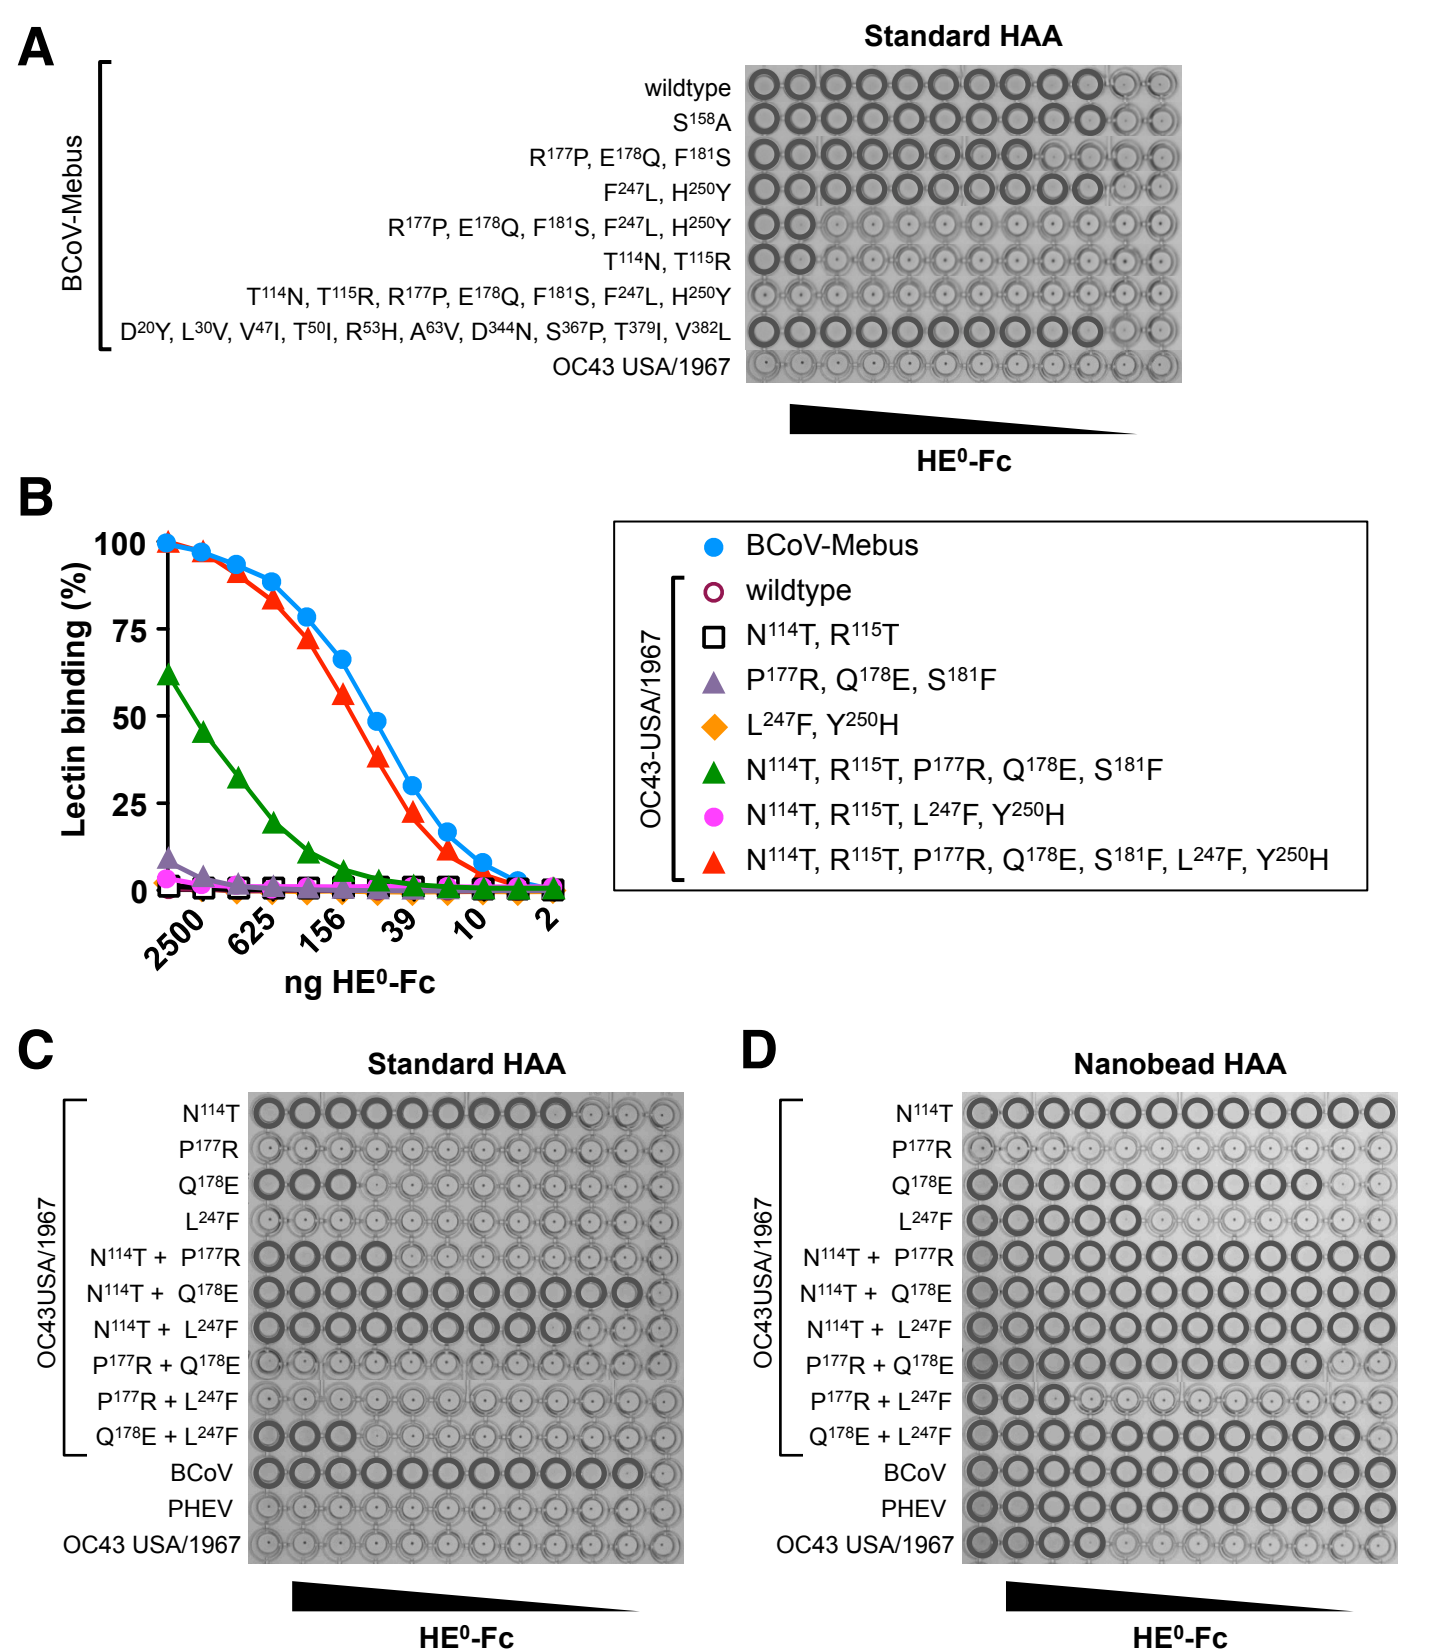 A
Standard HAA
BCoV-Mebus
wildtype
S¹⁵⁸A
R¹⁷⁷P, E¹⁷⁸Q, F¹⁸¹S
F²⁴⁷L, H²⁵⁰Y
R¹⁷⁷P, E¹⁷⁸Q, F¹⁸¹S, F²⁴⁷L, H²⁵⁰Y
T¹¹⁴N, T¹¹⁵R
T¹¹⁴N, T¹¹⁵R, R¹⁷⁷P, E¹⁷⁸Q, F¹⁸¹S, F²⁴⁷L, H²⁵⁰Y
D²⁰Y, L³⁰V, V⁴⁷I, T⁵⁰I, R⁵³H, A⁶³V, D³⁴⁴N, S³⁶⁷P, T³⁷⁹I, V³⁸²L
OC43 USA/1967
HE⁰-Fc
B
Lectin binding (%)
100
75
50
25
0
2500
625
156
39
10
2
ng HE⁰-Fc
BCoV-Mebus
OC43-USA/1967
wildtype
N¹¹⁴T, R¹¹⁵T
P¹⁷⁷R, Q¹⁷⁸E, S¹⁸¹F
L²⁴⁷F, Y²⁵⁰H
N¹¹⁴T, R¹¹⁵T, P¹⁷⁷R, Q¹⁷⁸E, S¹⁸¹F
N¹¹⁴T, R¹¹⁵T, L²⁴⁷F, Y²⁵⁰H
N¹¹⁴T, R¹¹⁵T, P¹⁷⁷R, Q¹⁷⁸E, S¹⁸¹F, L²⁴⁷F, Y²⁵⁰H
C
Standard HAA
OC43USA/1967
N¹¹⁴T
P¹⁷⁷R
Q¹⁷⁸E
L²⁴⁷F
N¹¹⁴T + P¹⁷⁷R
N¹¹⁴T + Q¹⁷⁸E
N¹¹⁴T + L²⁴⁷F
P¹⁷⁷R + Q¹⁷⁸E
P¹⁷⁷R + L²⁴⁷F
Q¹⁷⁸E + L²⁴⁷F
BCoV
PHEV
OC43 USA/1967
HE⁰-Fc
D
Nanobead HAA
OC43USA/1967
N¹¹⁴T
P¹⁷⁷R
Q¹⁷⁸E
L²⁴⁷F
N¹¹⁴T + P¹⁷⁷R
N¹¹⁴T + Q¹⁷⁸E
N¹¹⁴T + L²⁴⁷F
P¹⁷⁷R + Q¹⁷⁸E
P¹⁷⁷R + L²⁴⁷F
Q¹⁷⁸E + L²⁴⁷F
BCoV
PHEV
OC43 USA/1967
HE⁰-Fc